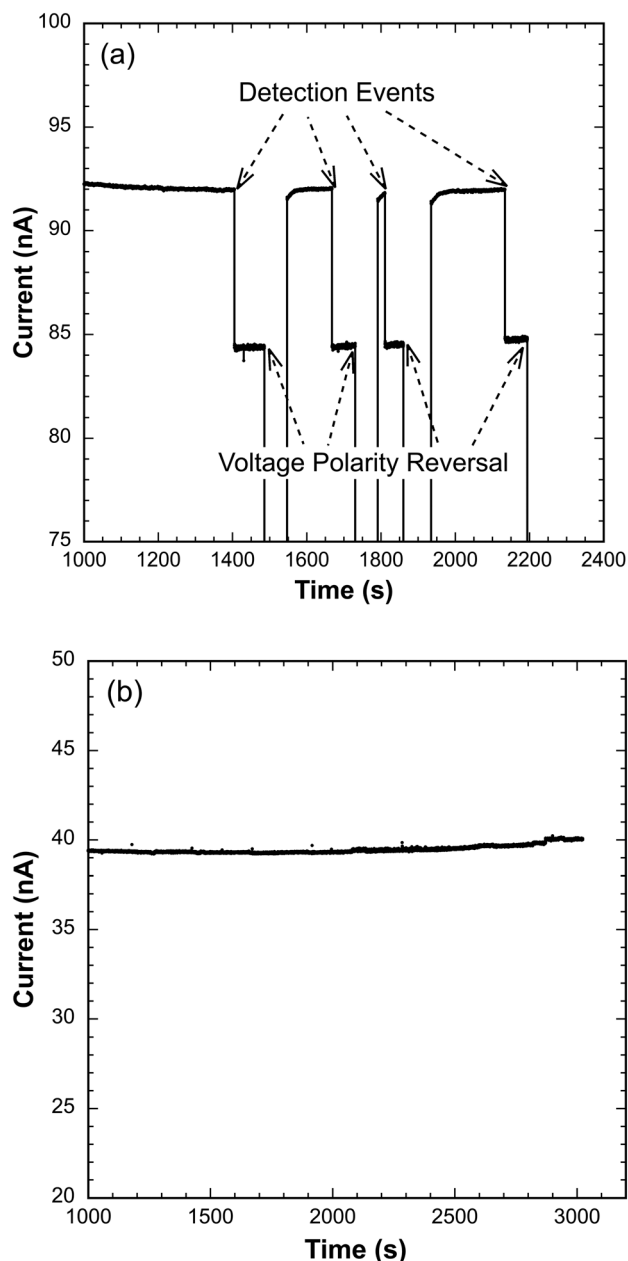 (a)
Detection Events
Voltage Polarity Reversal
100
95
90
85
80
75
Current (nA)
1000 1200 1400 1600 1800 2000 2200 2400
Time (s)
(b)
50
45
40
35
30
25
20
Current (nA)
1000 1500 2000 2500 3000
Time (s)